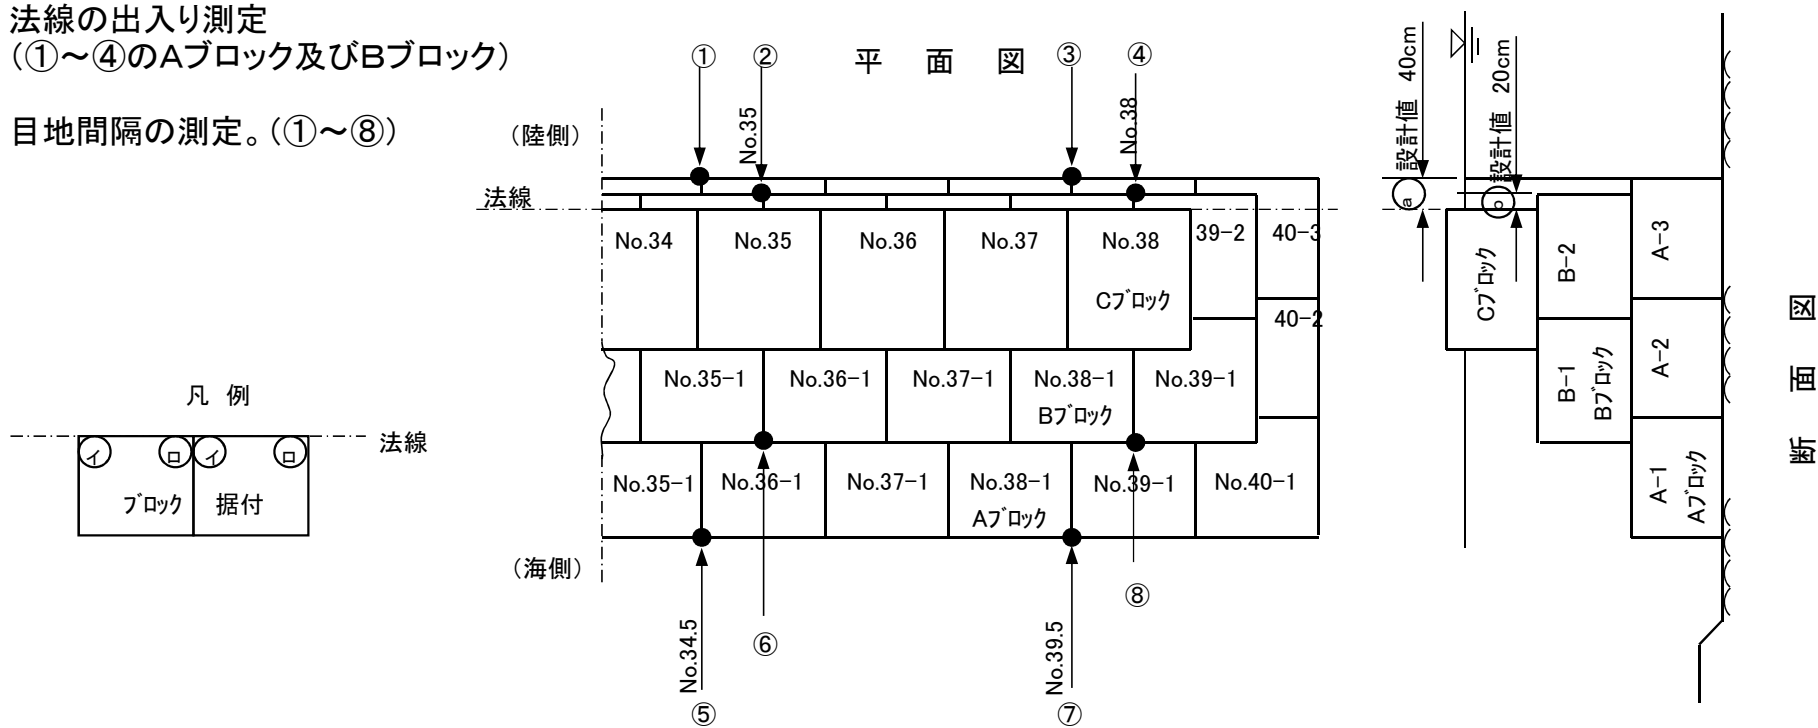 法線の出入り測定
(①～④のAブロック及びBブロック)
目地間隔の測定。(①～⑧)
平 面 図
①
②
③
④
No.35
No.38
(陸側)
法線
No.34
No.35
No.36
No.37
No.38
39-2
40-3
Cブロック
40-2
No.35-1
No.36-1
No.37-1
No.38-1
No.39-1
Bブロック
No.35-1
No.36-1
No.37-1
No.38-1
No.39-1
No.40-1
Aブロック
(海側)
No.34.5
⑤
⑥
No.39.5
⑦
⑧
凡 例
法線
イ
ロ
イ
ロ
ブロック
据付
設計値 40cm
a
設計値 20cm
b
Cブロック
B-2
A-3
B-1
Bブロック
A-2
A-1
Aブロック
断 面 図